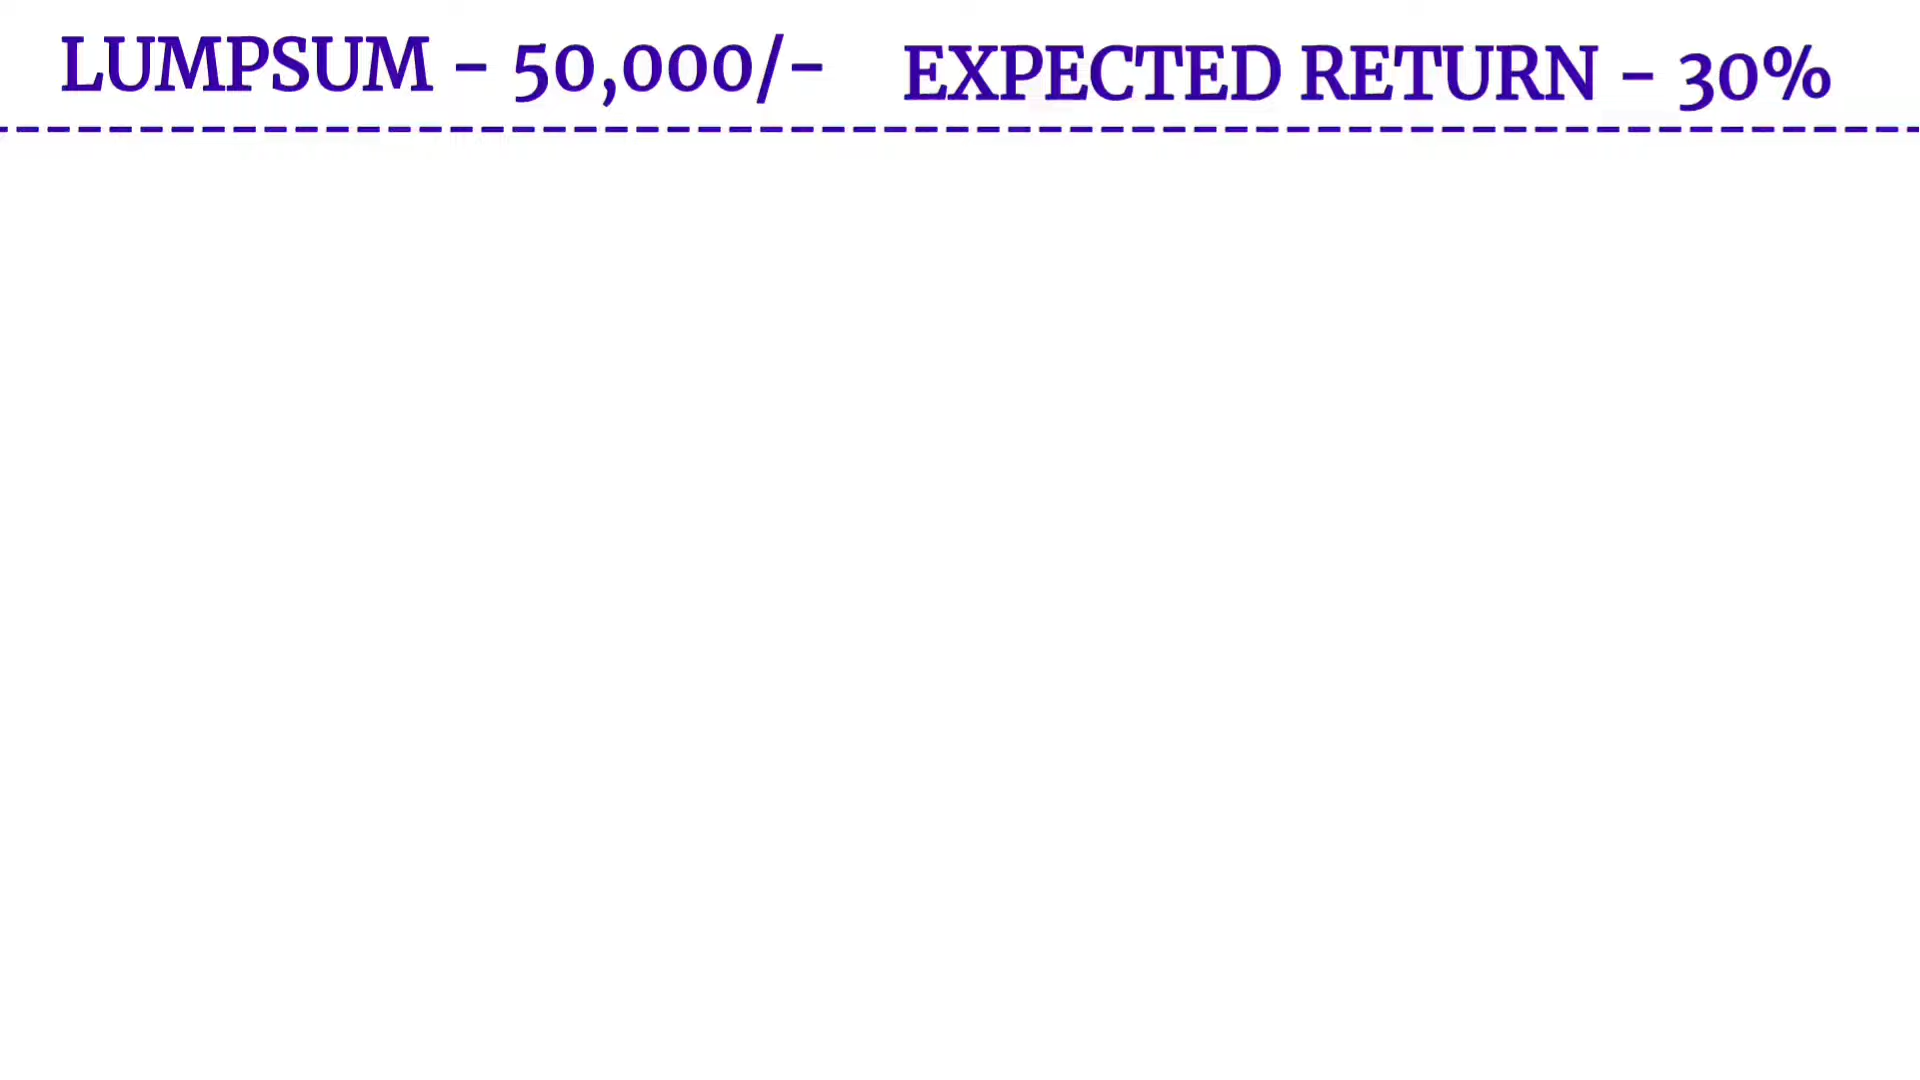 LUMPSUM - 50,000/-
EXPECTED RETURN - 30%